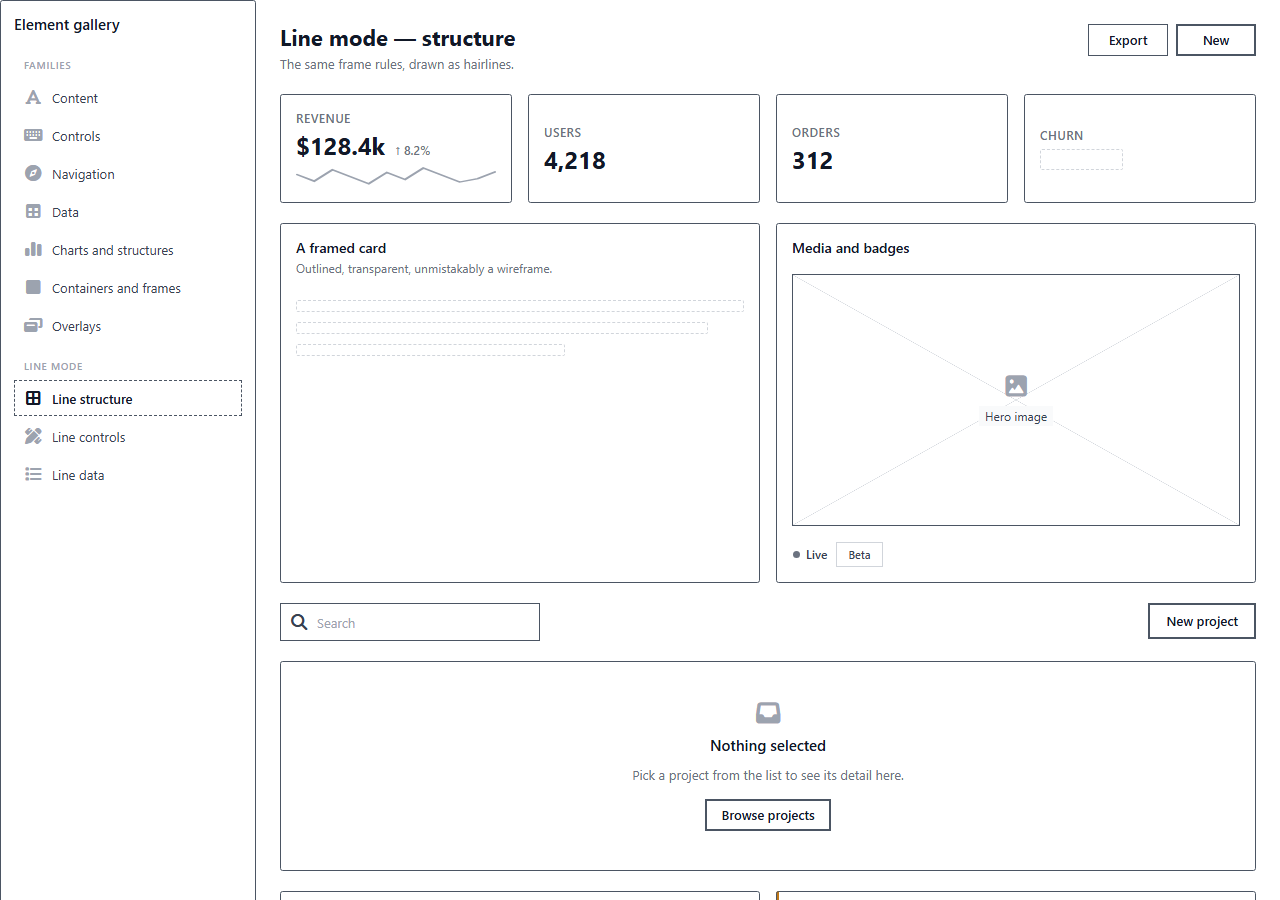 Element gallery
FAMILIES
Content
Controls
Navigation
Data
Charts and structures
Containers and frames
Overlays
LINE MODE
Line structure
Line controls
Line data
Line mode — structure
The same frame rules, drawn as hairlines.
Export
New
REVENUE
$128.4k ↑ 8.2%
USERS
4,218
ORDERS
312
CHURN
A framed card
Outlined, transparent, unmistakably a wireframe.
Media and badges
Hero image
Live
Beta
Search
New project
Nothing selected
Pick a project from the list to see its detail here.
Browse projects